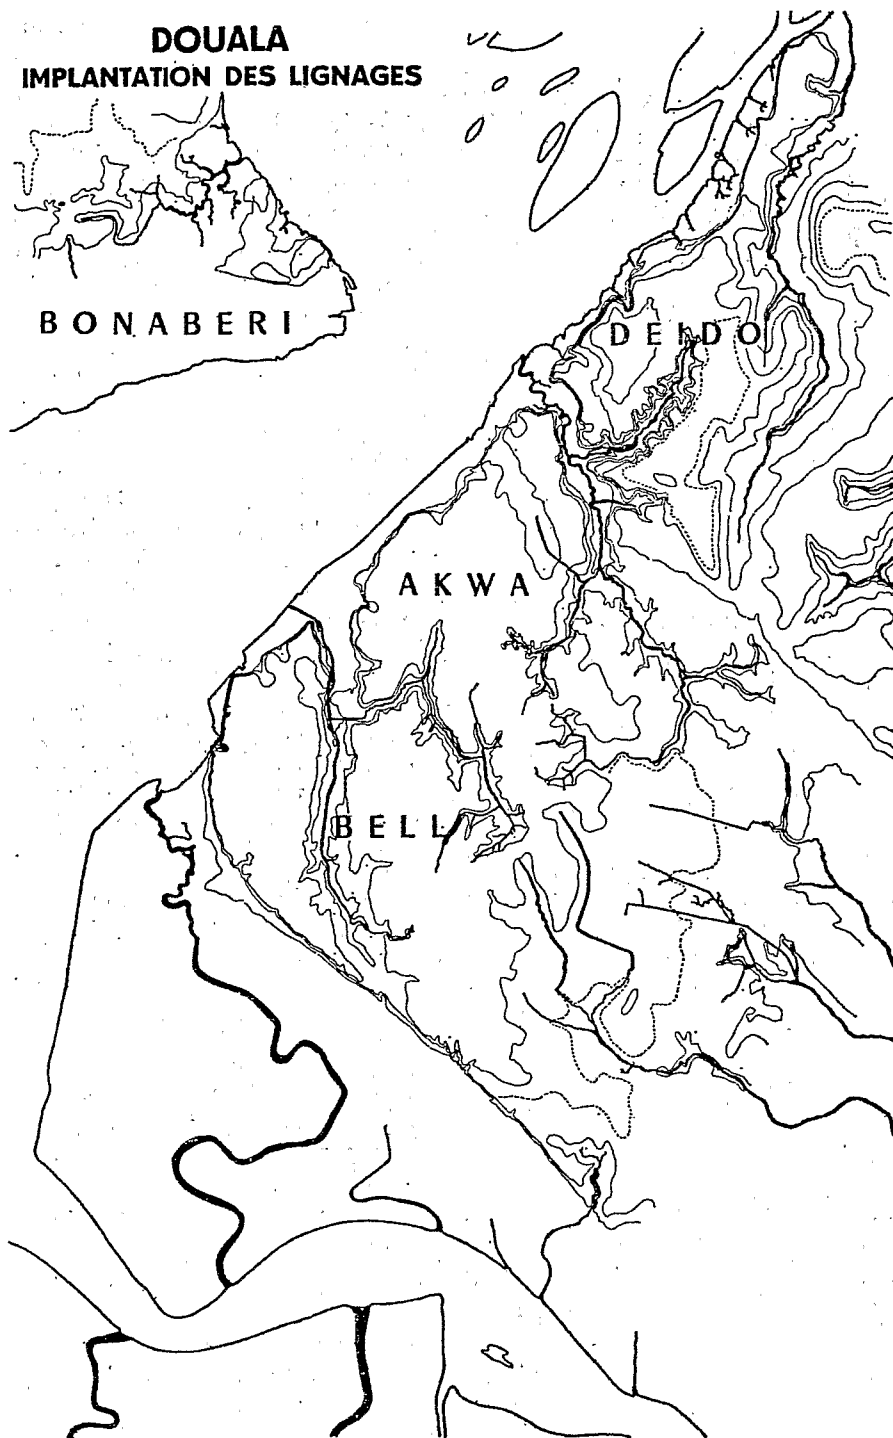 DOUALA
IMPLANTATION DES LIGNAGES
BONABERI
DEIDO
AKWA
BELL